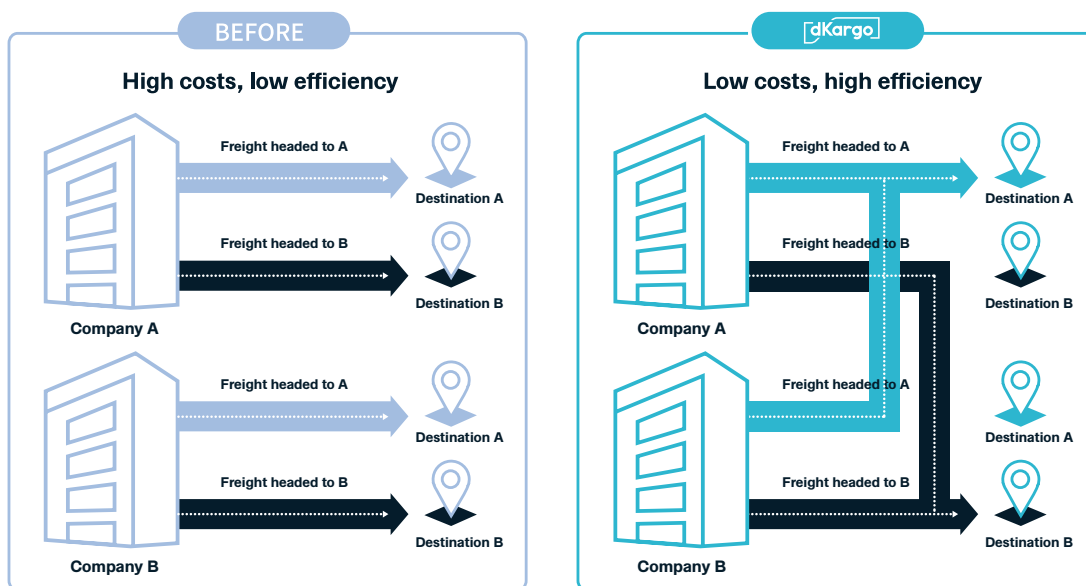 BEFORE
High costs, low efficiency
Freight headed to A
Destination A
Freight headed to B
Destination B
Company A
Freight headed to A
Destination A
Freight headed to B
Destination B
Company B
dKargo
Low costs, high efficiency
Freight headed to A
Destination A
Freight headed to B
Destination B
Company A
Freight headed to A
Destination A
Freight headed to B
Destination B
Company B